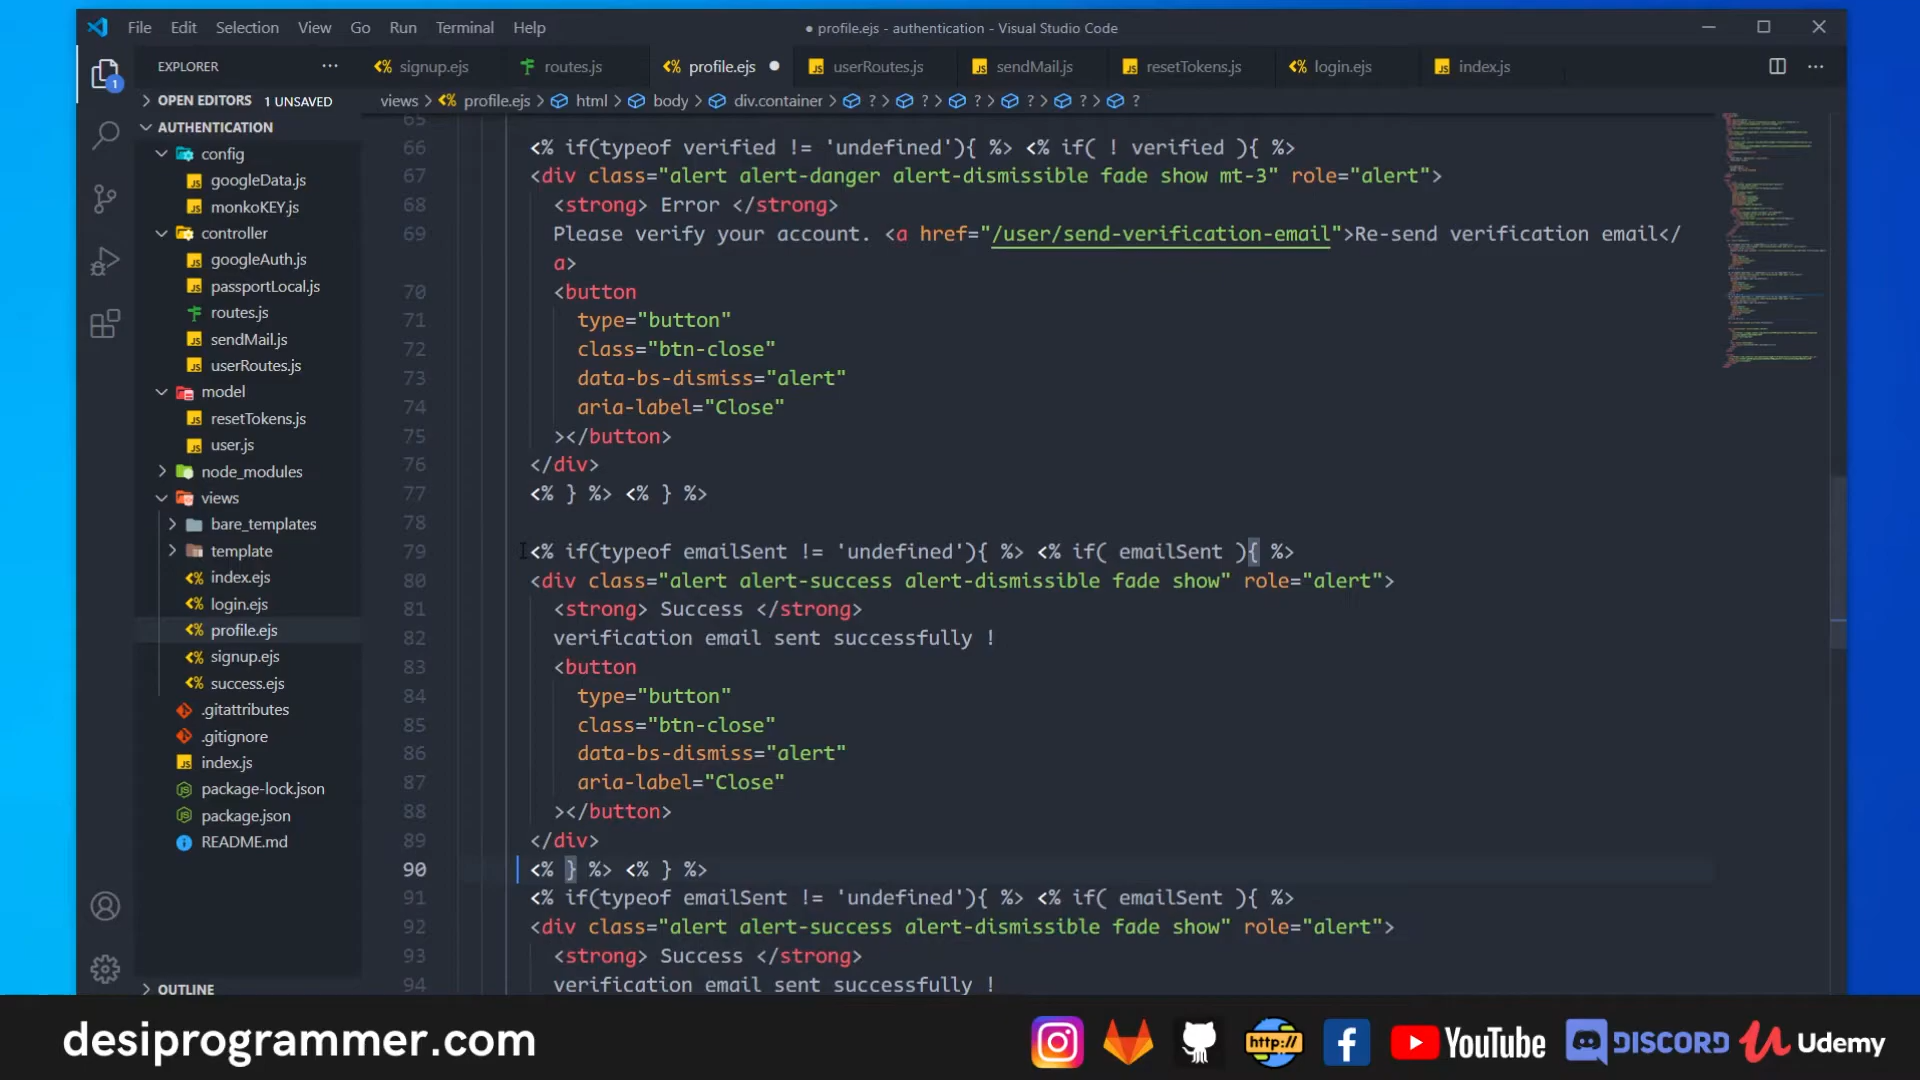 File Edit Selection View Go Run Terminal Help
● profile.ejs - authentication - Visual Studio Code
EXPLORER
signup.ejs routes.js profile.ejs userRoutes.js sendMail.js resetTokens.js login.ejs index.js
1
OPEN EDITORS 1 UNSAVED
views > profile.ejs > html > body > div.container > ? > ? > ? > ? > ? > ?
AUTHENTICATION
config
googleData.js
monkoKEY.js
controller
googleAuth.js
passportLocal.js
routes.js
sendMail.js
userRoutes.js
model
resetTokens.js
user.js
node_modules
views
bare_templates
template
index.ejs
login.ejs
profile.ejs
signup.ejs
success.ejs
.gitattributes
.gitignore
index.js
package-lock.json
package.json
README.md
OUTLINE
65
66 <% if(typeof verified != 'undefined'){ %> <% if( ! verified ){ %>
67 <div class="alert alert-danger alert-dismissible fade show mt-3" role="alert">
68 <strong> Error </strong>
69 Please verify your account. <a href="/user/send-verification-email">Re-send verification email</
a>
70 <button
71 type="button"
72 class="btn-close"
73 data-bs-dismiss="alert"
74 aria-label="Close"
75 ></button>
76 </div>
77 <% } %> <% } %>
78
79 <% if(typeof emailSent != 'undefined'){ %> <% if( emailSent ){ %>
80 <div class="alert alert-success alert-dismissible fade show" role="alert">
81 <strong> Success </strong>
82 verification email sent successfully !
83 <button
84 type="button"
85 class="btn-close"
86 data-bs-dismiss="alert"
87 aria-label="Close"
88 ></button>
89 </div>
90 <% } %> <% } %>
91 <% if(typeof emailSent != 'undefined'){ %> <% if( emailSent ){ %>
92 <div class="alert alert-success alert-dismissible fade show" role="alert">
93 <strong> Success </strong>
94 verification email sent successfully !
desiprogrammer.com
http://
YouTube
DISCORD
Udemy